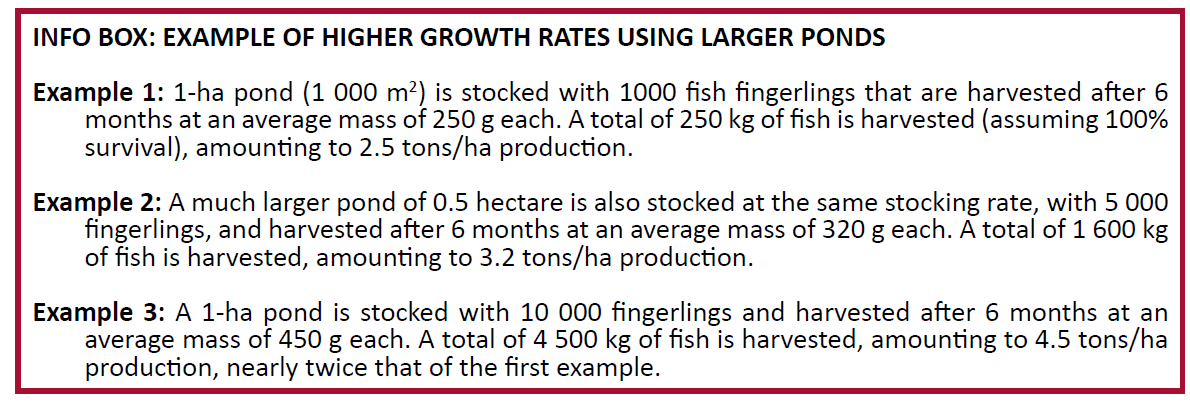 INFO BOX: EXAMPLE OF HIGHER GROWTH RATES USING LARGER PONDS
Example 1: 1-ha pond (1 000 m²) is stocked with 1000 fish fingerlings that are harvested after 6
months at an average mass of 250 g each. A total of 250 kg of fish is harvested (assuming 100%
survival), amounting to 2.5 tons/ha production.
Example 2: A much larger pond of 0.5 hectare is also stocked at the same stocking rate, with 5 000
fingerlings, and harvested after 6 months at an average mass of 320 g each. A total of 1 600 kg
of fish is harvested, amounting to 3.2 tons/ha production.
Example 3: A 1-ha pond is stocked with 10 000 fingerlings and harvested after 6 months at an
average mass of 450 g each. A total of 4 500 kg of fish is harvested, amounting to 4.5 tons/ha
production, nearly twice that of the first example.